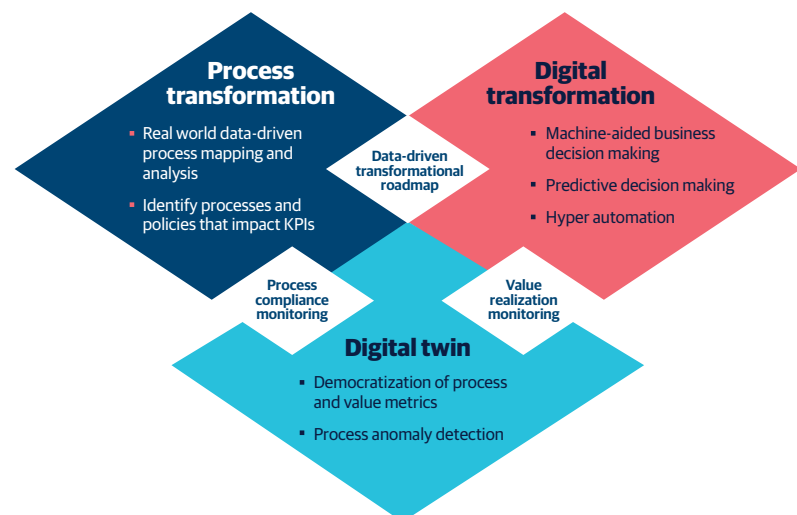 Process
transformation
▪ Real world data-driven
process mapping and
analysis
▪ Identify processes and
policies that impact KPIs
Data-driven
transformational
roadmap
Digital
transformation
▪ Machine-aided business
decision making
▪ Predictive decision making
▪ Hyper automation
Process
compliance
monitoring
Value
realization
monitoring
Digital twin
▪ Democratization of process
and value metrics
▪ Process anomaly detection